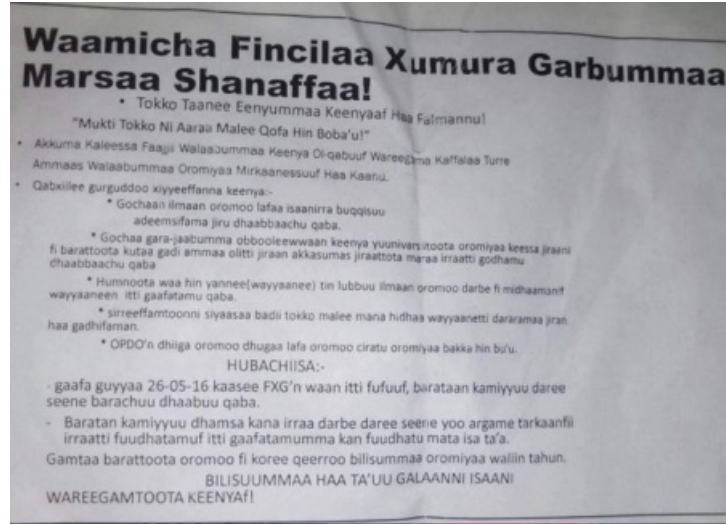 Waamicha Fincilaa Xumura Garbummaa
Marsaa Shanaffaa!
• Tokko Taanee Eenyummaa Keenyaaf Haa Falmannu!
"Mukti Tokko Ni Aaraa Malee Qofa Hin Boba'u!"
• Akkuma Kaleessa Faajji Walaabummaa Keenya Ol-qabuuf Wareegama Kaffalaa Turre
Ammaas Walaabummaa Oromiyaa Mirkaanessuuf Haa Kaanu.
• Qabxiilee gurguddoo xiyyeeffanna keenya:-
* Gochaan ilmaan oromoo lafaa isaanirra buqqisuu
adeemsifama jiru dhaabbaachu qaba.
* Gochaa gara-jaabumma obbooleewwaan keenya yuunivarsiitoota oromiyaa keessa jiraani
fi barattoota kutaa gadi ammaa olitti jiraan akkasumas jiraattota maraa irraatti godhamu
dhaabbaachu qaba
* Humnoota waa hin yannee(wayyaanee) tin lubbuu ilmaan oromoo darbe fi midhaamanif
wayyaaneen itti gaafatamu qaba.
* sirreeffamtoonni siyaasaa badii tokko malee mana hidhaa wayyaanetti dararamaa jiran
haa gadhifaman.
* OPDO'n dhiiga oromoo dhugaa lafa oromoo ciratu oromiyaa bakka hin bu'u.
HUBACHIISA:-
- gaafa guyyaa 26-05-16 kaasee FXG'n waan itti fufuuf, barataan kamiyyuu daree
seene barachuu dhaabuu qaba.
- Baratan kamiyyuu dhamsa kana irraa darbe daree seene yoo argame tarkaanfii
irraatti fuudhatamuf itti gaafatamumma kan fuudhatu mata isa ta'a.
Gamtaa barattoota oromoo fi koree qeerroo bilisummaa oromiyaa waliin tahun.
BILISUUMMAA HAA TA'UU GALAANNI ISAANI
WAREEGAMTOOTA KEENYAf!